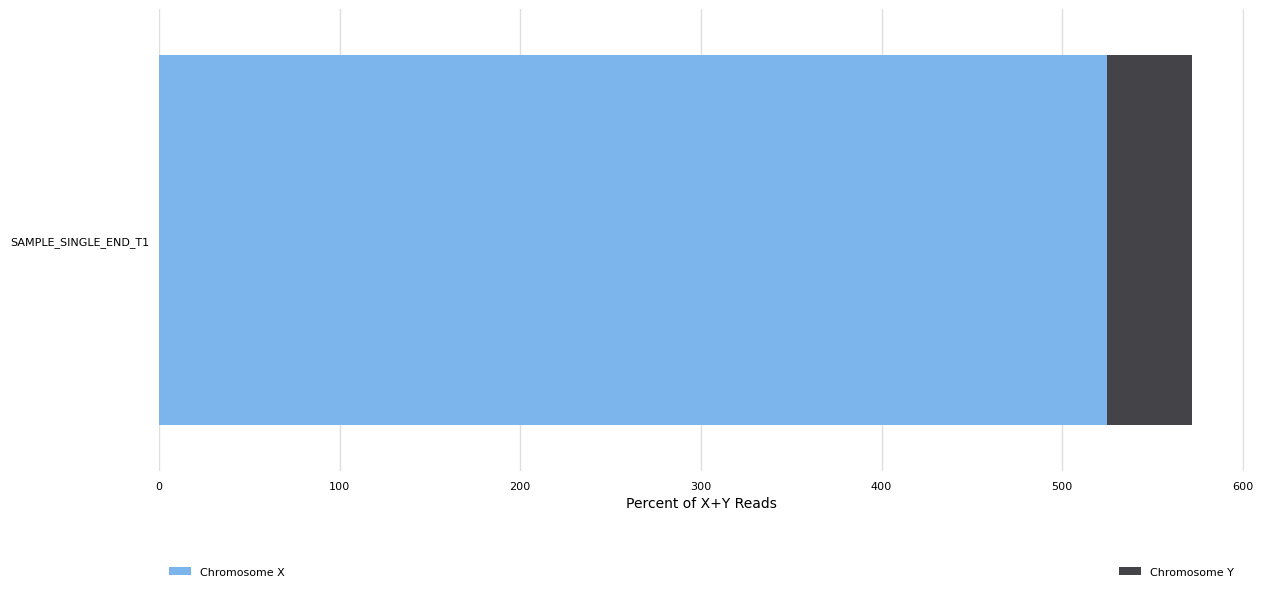 SAMPLE_SINGLE_END_T1
0 100 200 300 400 500 600
Percent of X+Y Reads
Chromosome X Chromosome Y